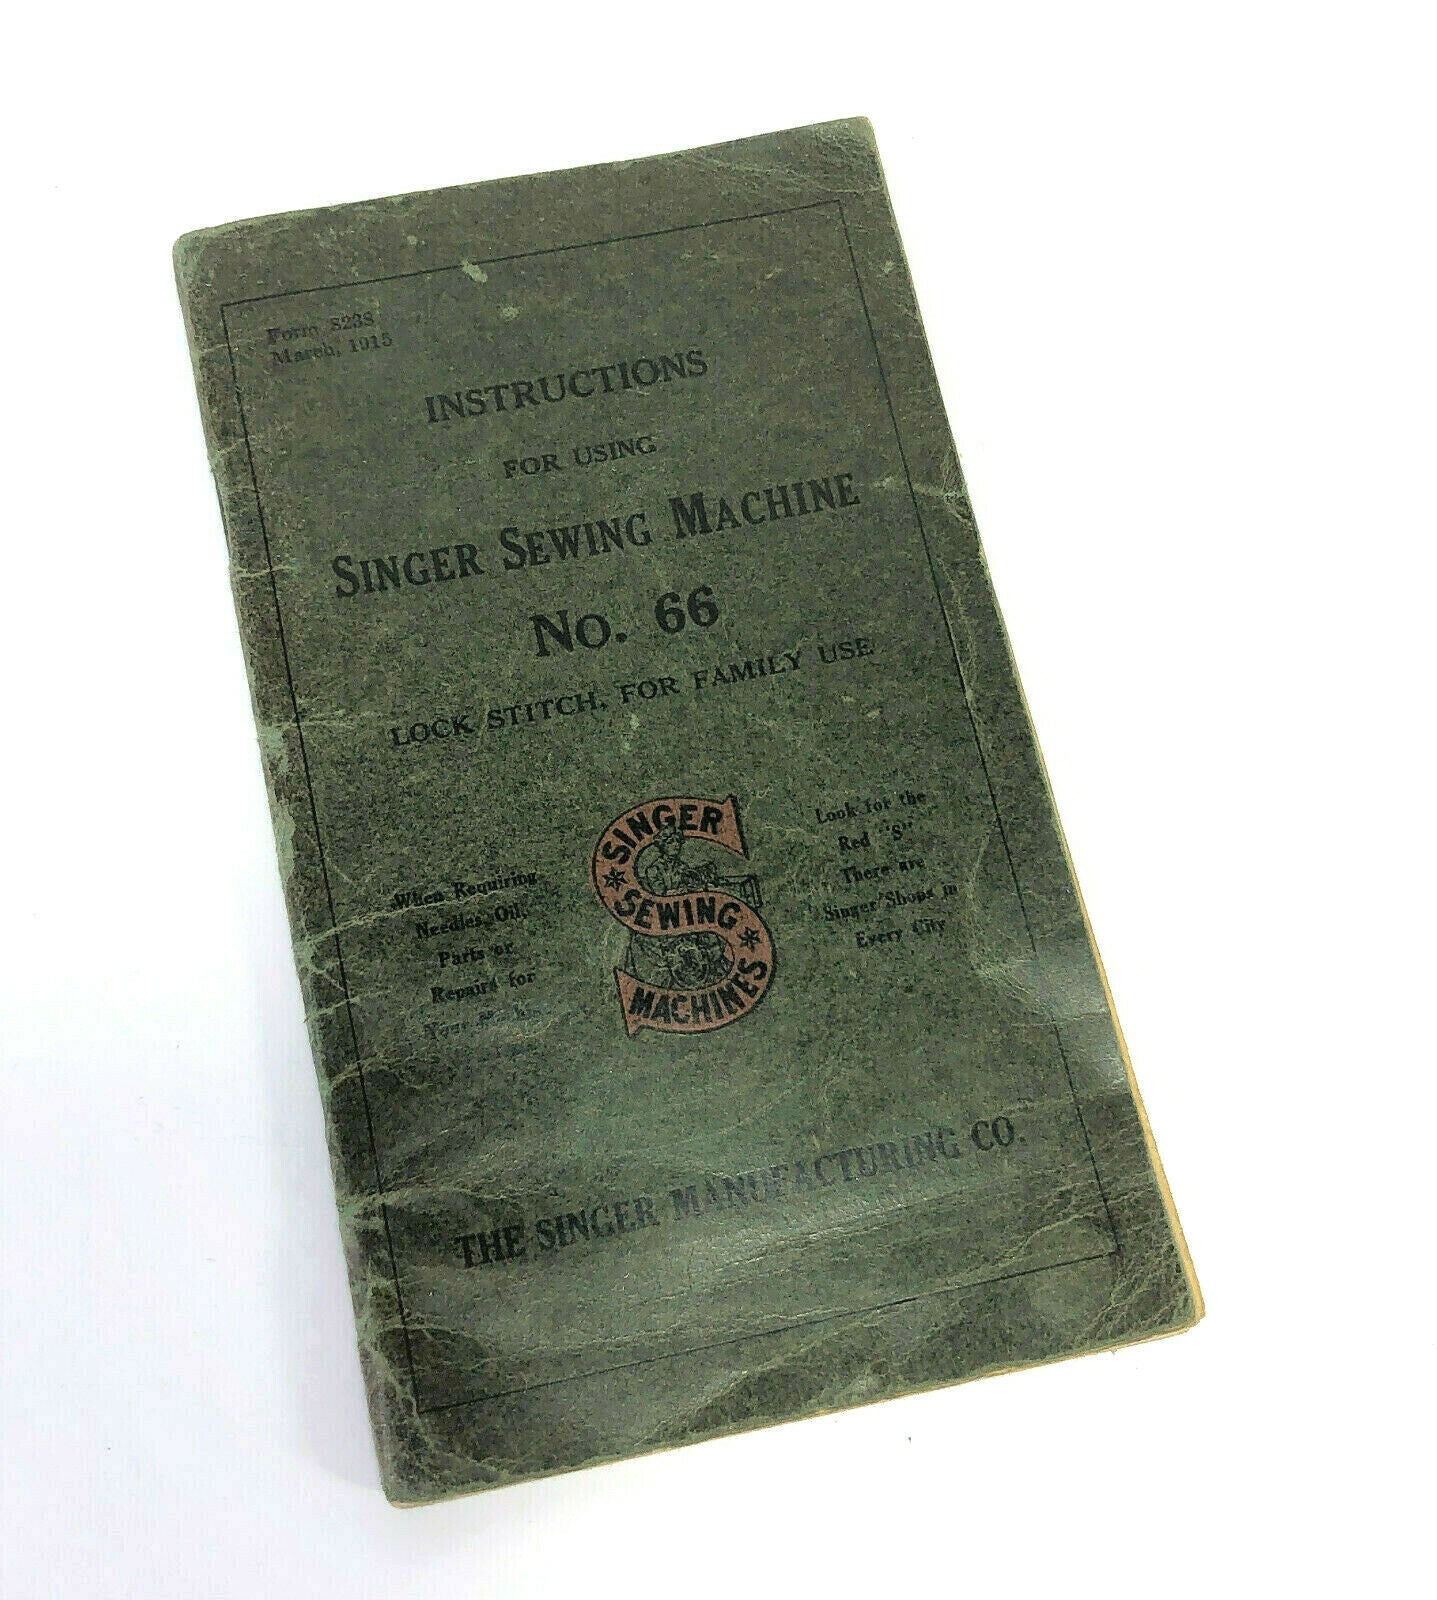 Form 8238
March, 1915
INSTRUCTIONS
FOR USING
SINGER SEWING MACHINE
No. 66
LOCK STITCH, FOR FAMILY USE
When Requiring
Needles, Oil,
Parts or
Repairs for
Your
SINGER
SEWING
MACHINES
Look for the
Red "S"
There are
Singer Shops in
Every City
THE SINGER MANUFACTURING CO.